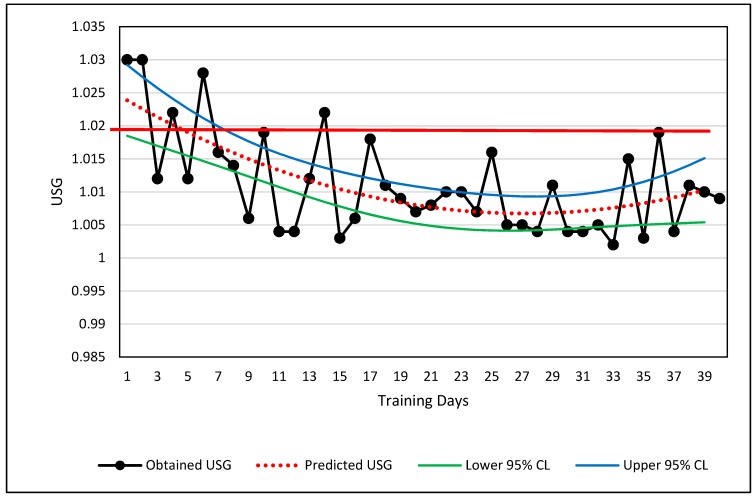 1.035
1.03
1.025
1.02
1.015
1.01
1.005
1
0.995
0.99
0.985
USG
1 3 5 7 9 11 13 15 17 19 21 23 25 27 29 31 33 35 37 39
Training Days
Obtained USG Predicted USG Lower 95% CL Upper 95% CL